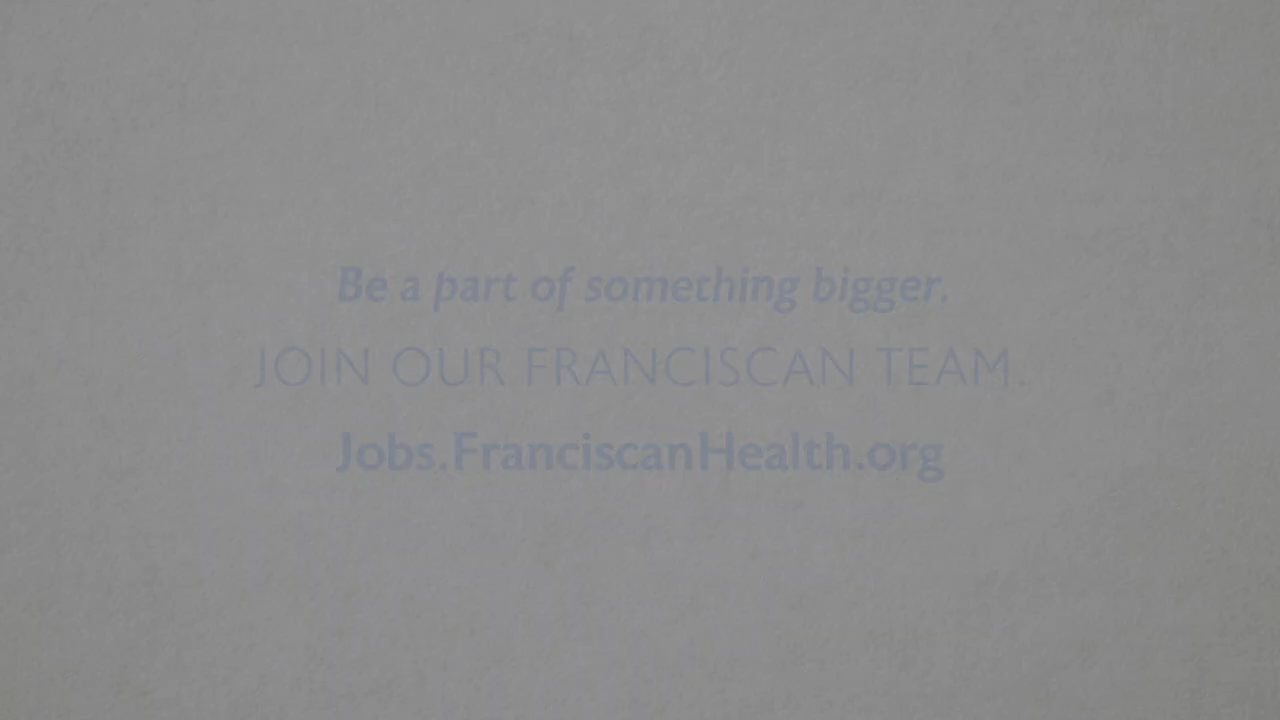 Be a part of something bigger.
JOIN OUR FRANCISCAN TEAM.
Jobs.FranciscanHealth.org